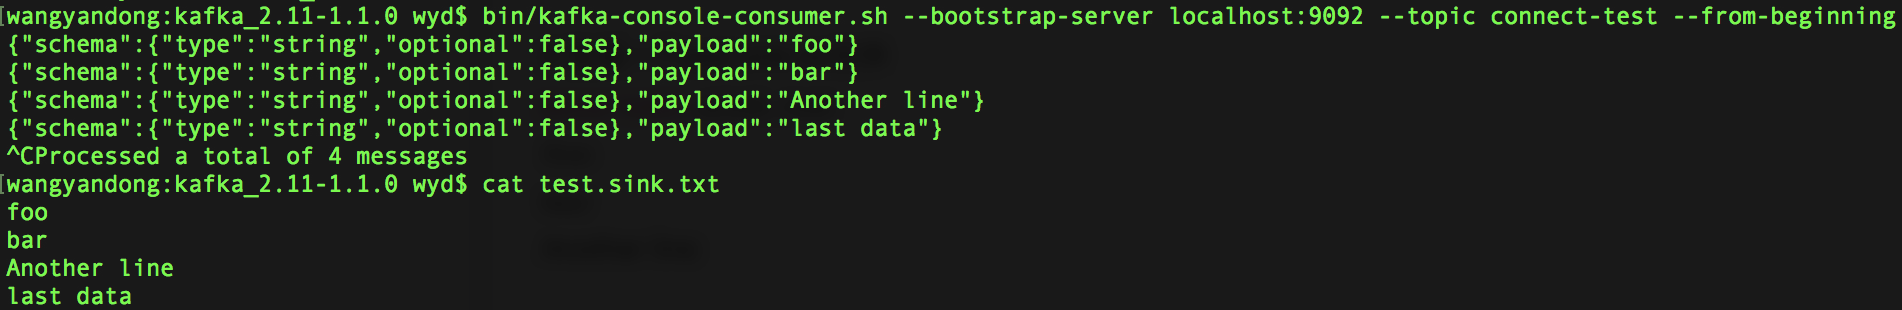 [wangyandong:kafka_2.11-1.1.0 wyd$ bin/kafka-console-consumer.sh --bootstrap-server localhost:9092 --topic connect-test --from-beginning
{"schema":{"type":"string","optional":false},"payload":"foo"}
{"schema":{"type":"string","optional":false},"payload":"bar"}
{"schema":{"type":"string","optional":false},"payload":"Another line"}
{"schema":{"type":"string","optional":false},"payload":"last data"}
^CProcessed a total of 4 messages
[wangyandong:kafka_2.11-1.1.0 wyd$ cat test.sink.txt
foo
bar
Another line
last data